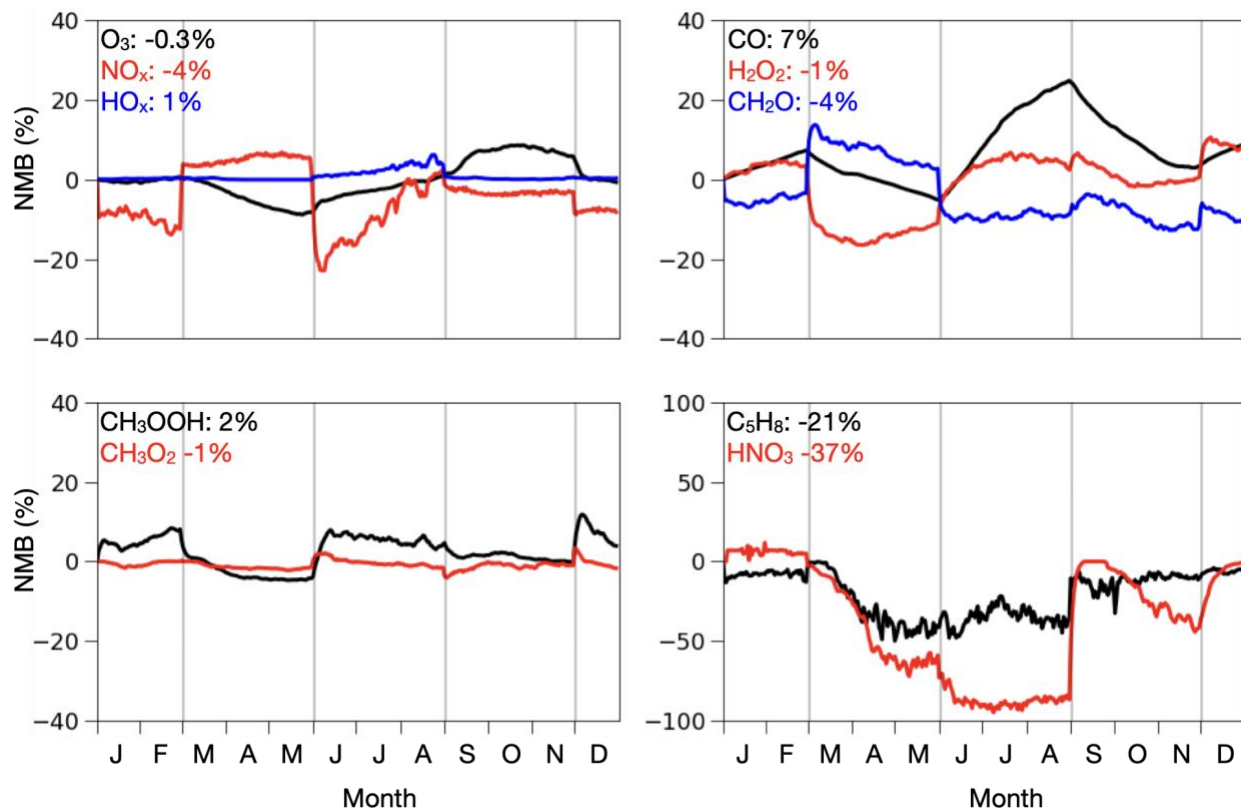 40
20
0
−20
−40
NMB (%)
O₃: -0.3%
NOₓ: -4%
HOₓ: 1%
40
20
0
−20
−40
CO: 7%
H₂O₂: -1%
CH₂O: -4%
40
20
0
−20
−40
NMB (%)
CH₃OOH: 2%
CH₃O₂ -1%
J F M A M J J A S O N D
Month
100
50
0
−50
−100
C₅H₈: -21%
HNO₃ -37%
J F M A M J J A S O N D
Month